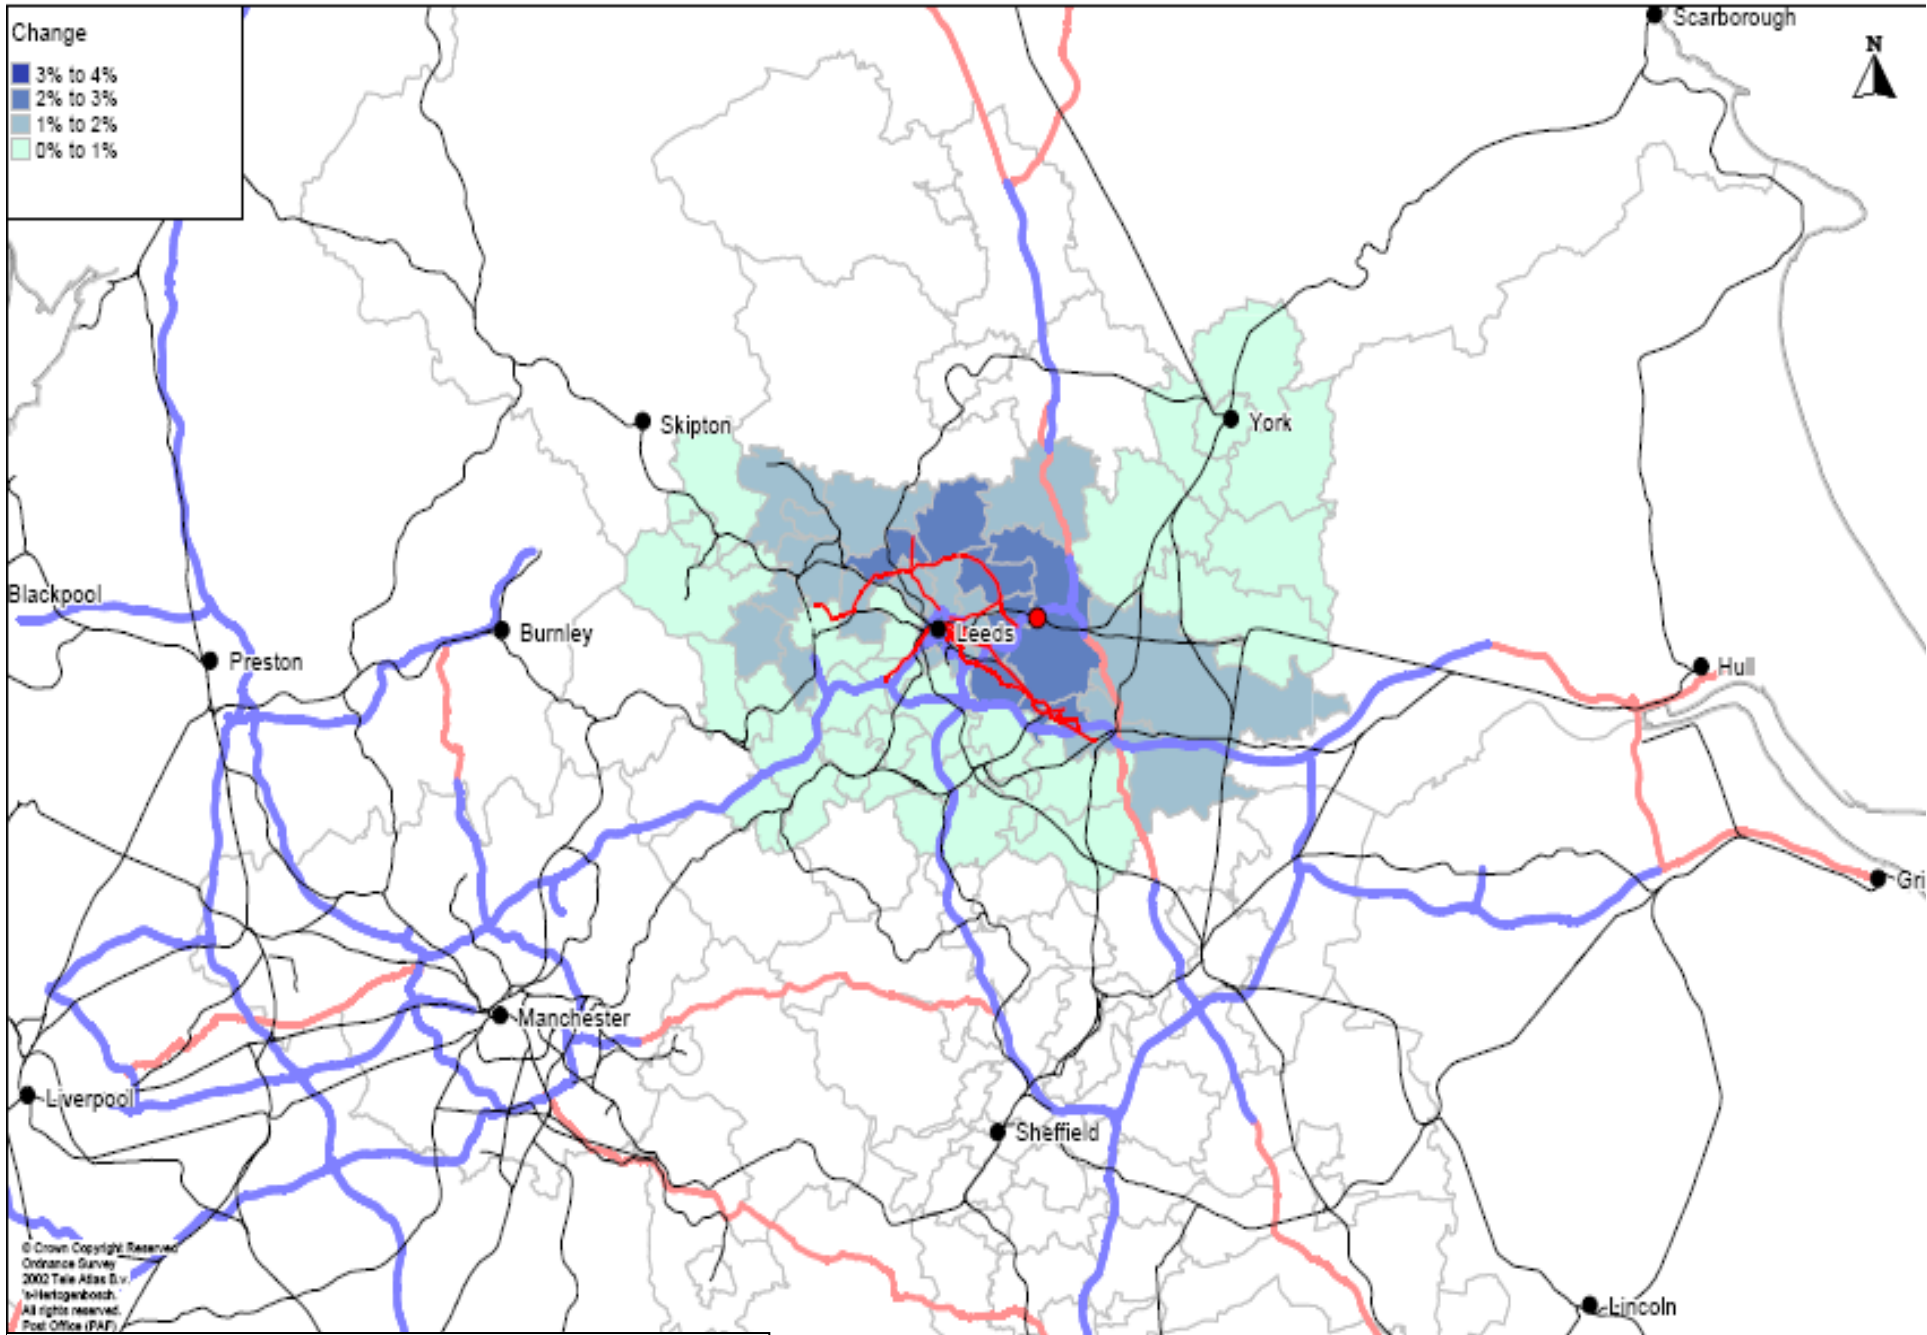 Change
3% to 4%
2% to 3%
1% to 2%
0% to 1%
Scarborough
N
Skipton
York
Blackpool
Burnley
Leeds
Preston
Hull
Gri
Manchester
Liverpool
Sheffield
Lincoln
© Crown Copyright Reserved
Ordnance Survey
2002 Tele Atlas B.v.
's-Hertogenbosch.
All rights reserved.
Post Office (PAF)